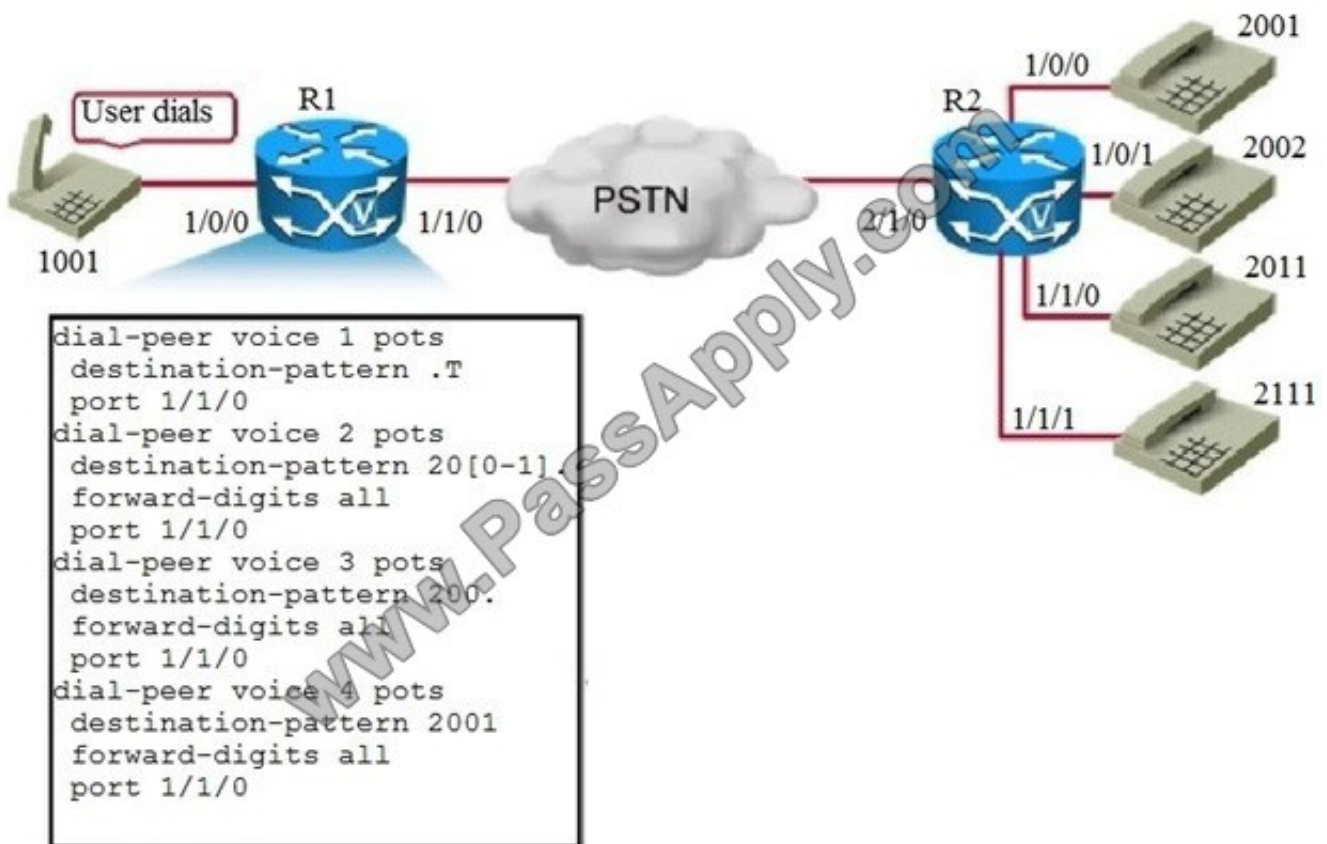 2001
1/0/0
R1
R2
User dials
1/0/1
2002
PSTN
1/0/0
1/1/0
2/1/0
1001
2011
1/1/0
2111
1/1/1
dial-peer voice 1 pots
destination-pattern .T
port 1/1/0
dial-peer voice 2 pots
destination-pattern 20[0-1].
forward-digits all
port 1/1/0
dial-peer voice 3 pots
destination-pattern 200.
forward-digits all
port 1/1/0
dial-peer voice 4 pots
destination-pattern 2001
forward-digits all
port 1/1/0
www.PassApply.com
V
V